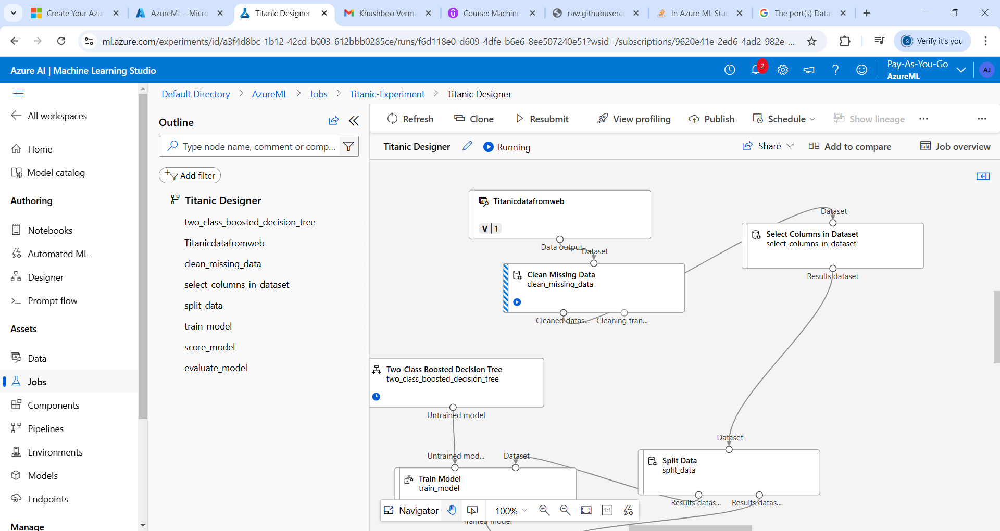 Create Your Azur
AzureML - Micro
Titanic Designer
Khushboo Verma
Course: Machine
raw.githubuserco
In Azure ML Stud
The port(s) Datas
ml.azure.com/experiments/id/a3f4d8bc-1b12-42cd-b003-612bbb0285ce/runs/f6d118e0-d609-4dfe-b6e6-8ee507240e51?wsid=/subscriptions/9620e41e-2ed6-4ad2-982e-...
S
Verify it's you
Azure AI | Machine Learning Studio
2
Pay-As-You-Go
AzureML
AJ
All workspaces
Home
Model catalog
Authoring
Notebooks
Automated ML
Designer
Prompt flow
Assets
Data
Jobs
Components
Pipelines
Environments
Models
Endpoints
Manage
Default Directory > AzureML > Jobs > Titanic-Experiment > Titanic Designer
Outline
Type node name, comment or comp...
Add filter
Titanic Designer
two_class_boosted_decision_tree
Titanicdatafromweb
clean_missing_data
select_columns_in_dataset
split_data
train_model
score_model
evaluate_model
Refresh
Clone
Resubmit
View profiling
Publish
Schedule
Show lineage
Titanic Designer
Running
Share
Add to compare
Job overview
Titanicdatafromweb
V | 1
Data output
Dataset
Clean Missing Data
clean_missing_data
Cleaned datas...
Cleaning tran...
Dataset
Select Columns in Dataset
select_columns_in_dataset
Results dataset
Two-Class Boosted Decision Tree
two_class_boosted_decision_tree
Untrained model
Untrained mod...
Dataset
Train Model
train_model
Trained model
Dataset
Split Data
split_data
Results datas...
Results datas...
Navigator
100%
1:1